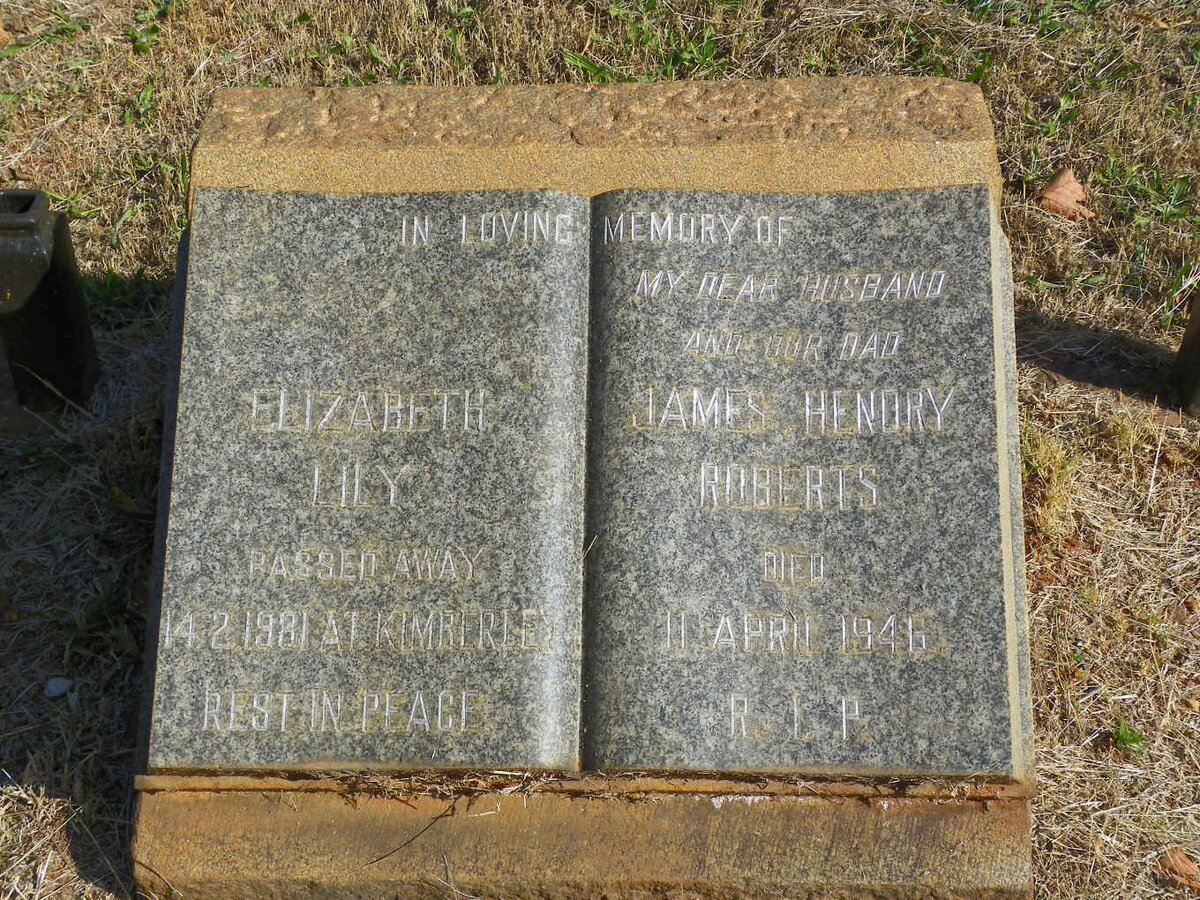 IN LOVING MEMORY OF
ELIZABETH
LILY
PASSED AWAY
14.2.1981 AT KIMBERLEY
REST IN PEACE
MY DEAR HUSBAND
AND OUR DAD
JAMES HENDRY
ROBERTS
DIED
11 APRIL 1946.
R. I. P.